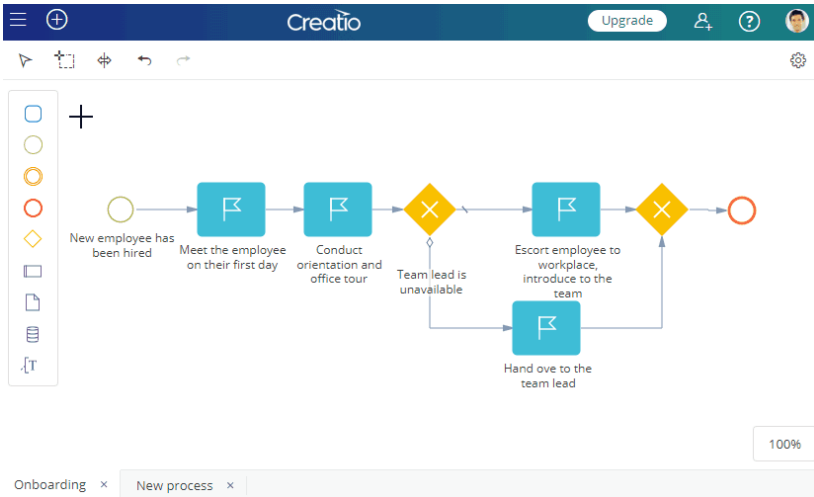 Creatio
Upgrade
New employee has
been hired
Meet the employee
on their first day
Conduct
orientation and
office tour
Team lead is
unavailable
Escort employee to
workplace,
introduce to the
team
Hand ove to the
team lead
T
100%
Onboarding ×
New process ×